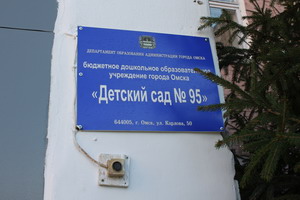 ДЕПАРТАМЕНТ ОБРАЗОВАНИЯ АДМИНИСТРАЦИИ ГОРОДА ОМСКА
бюджетное дошкольное образовательное
учреждение города Омска
«Детский сад № 95»
644005, г. Омск, ул. Карлова, 50